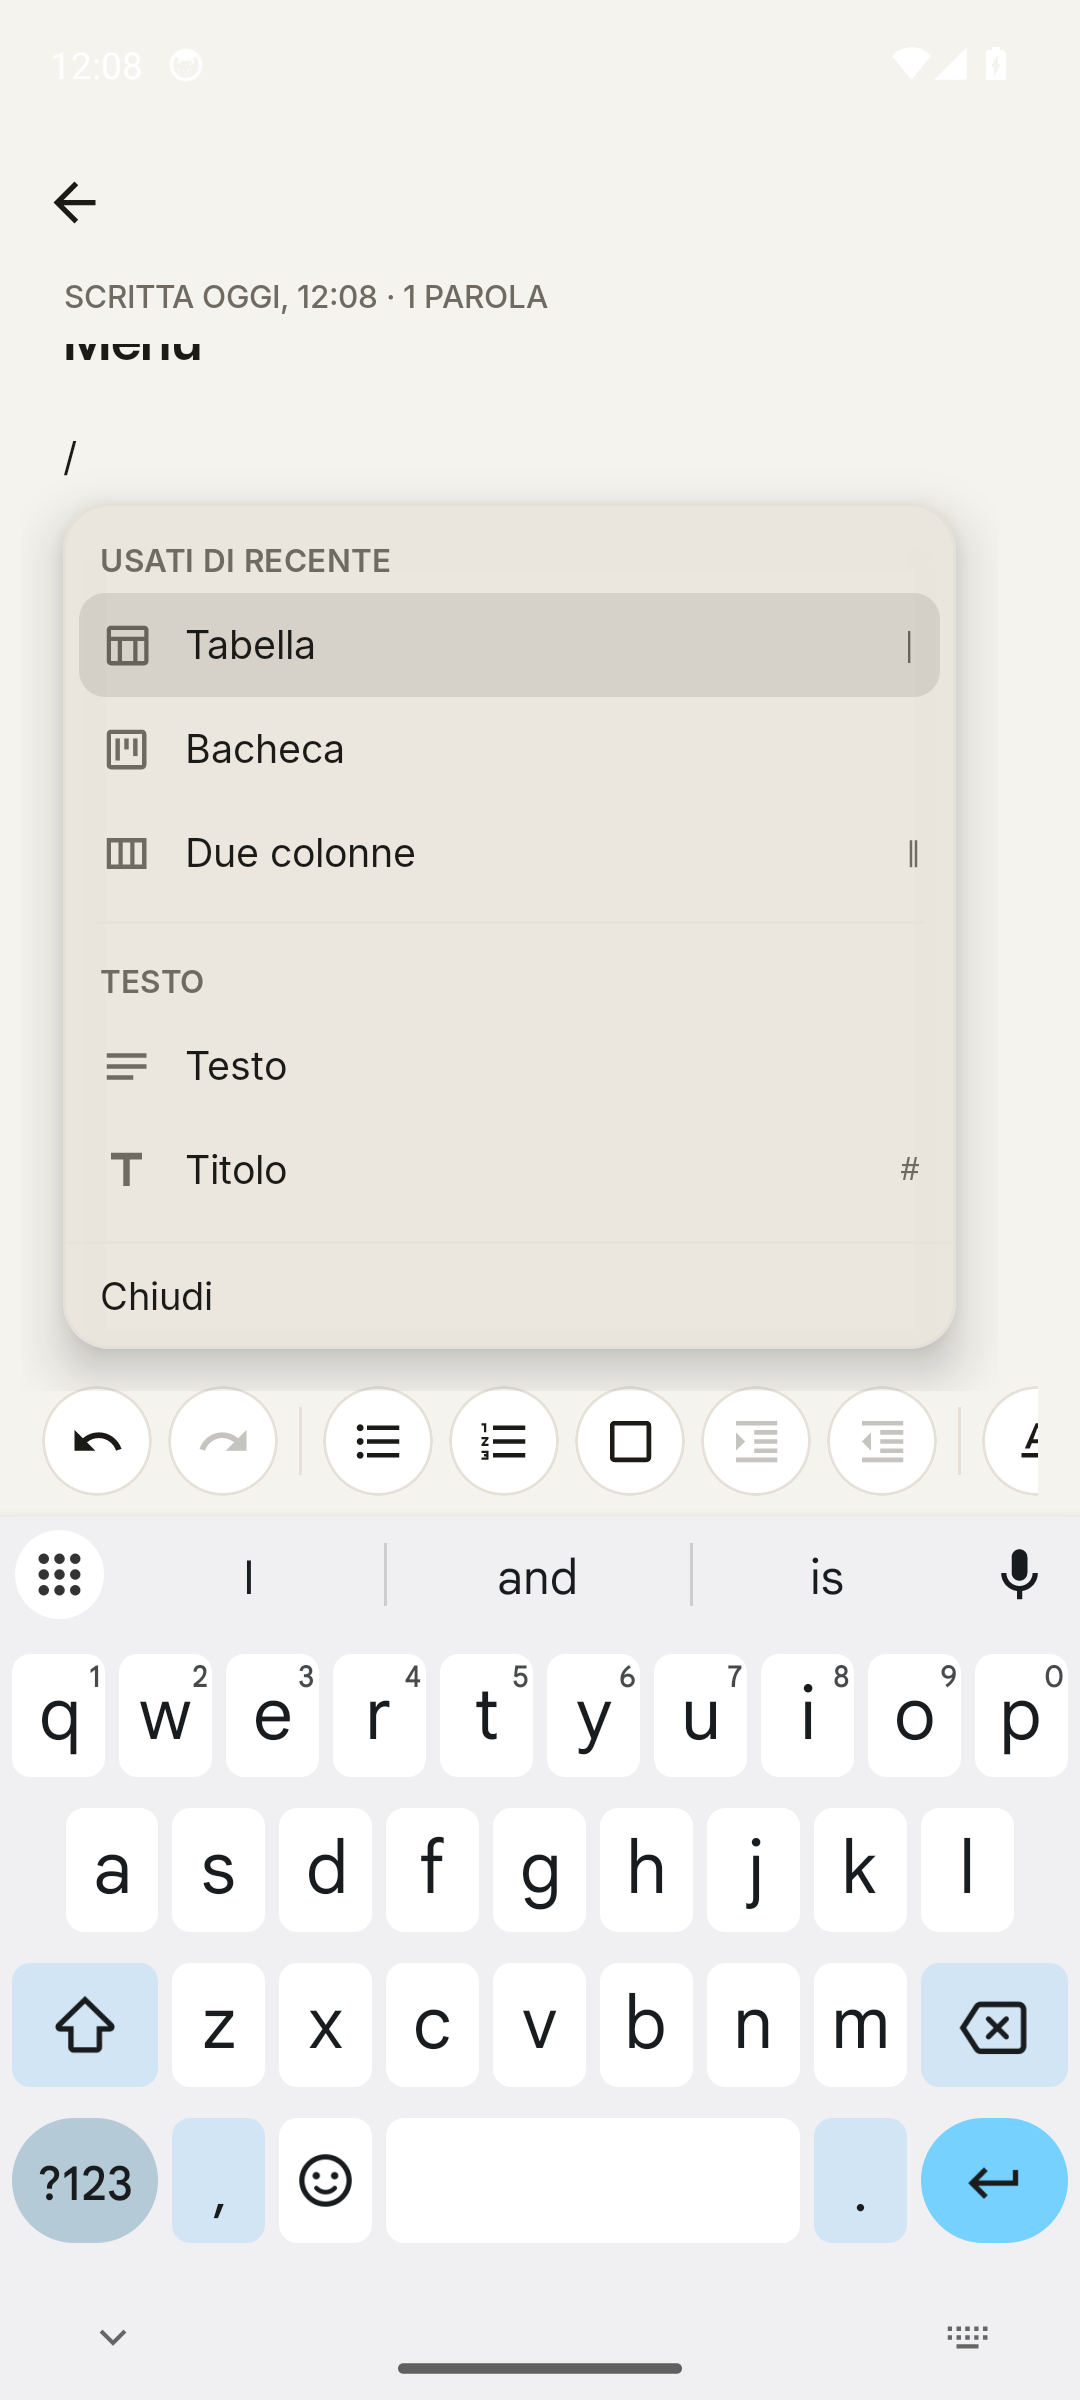 12:08
SCRITTA OGGI, 12:08 · 1 PAROLA
Menu
/
USATI DI RECENTE
Tabella |
Bacheca
Due colonne ||
TESTO
Testo
Titolo #
Chiudi
I and is
q 1 w 2 e 3 r 4 t 5 y 6 u 7 i 8 o 9 p 0
a s d f g h j k l
z x c v b n m
?123 , .